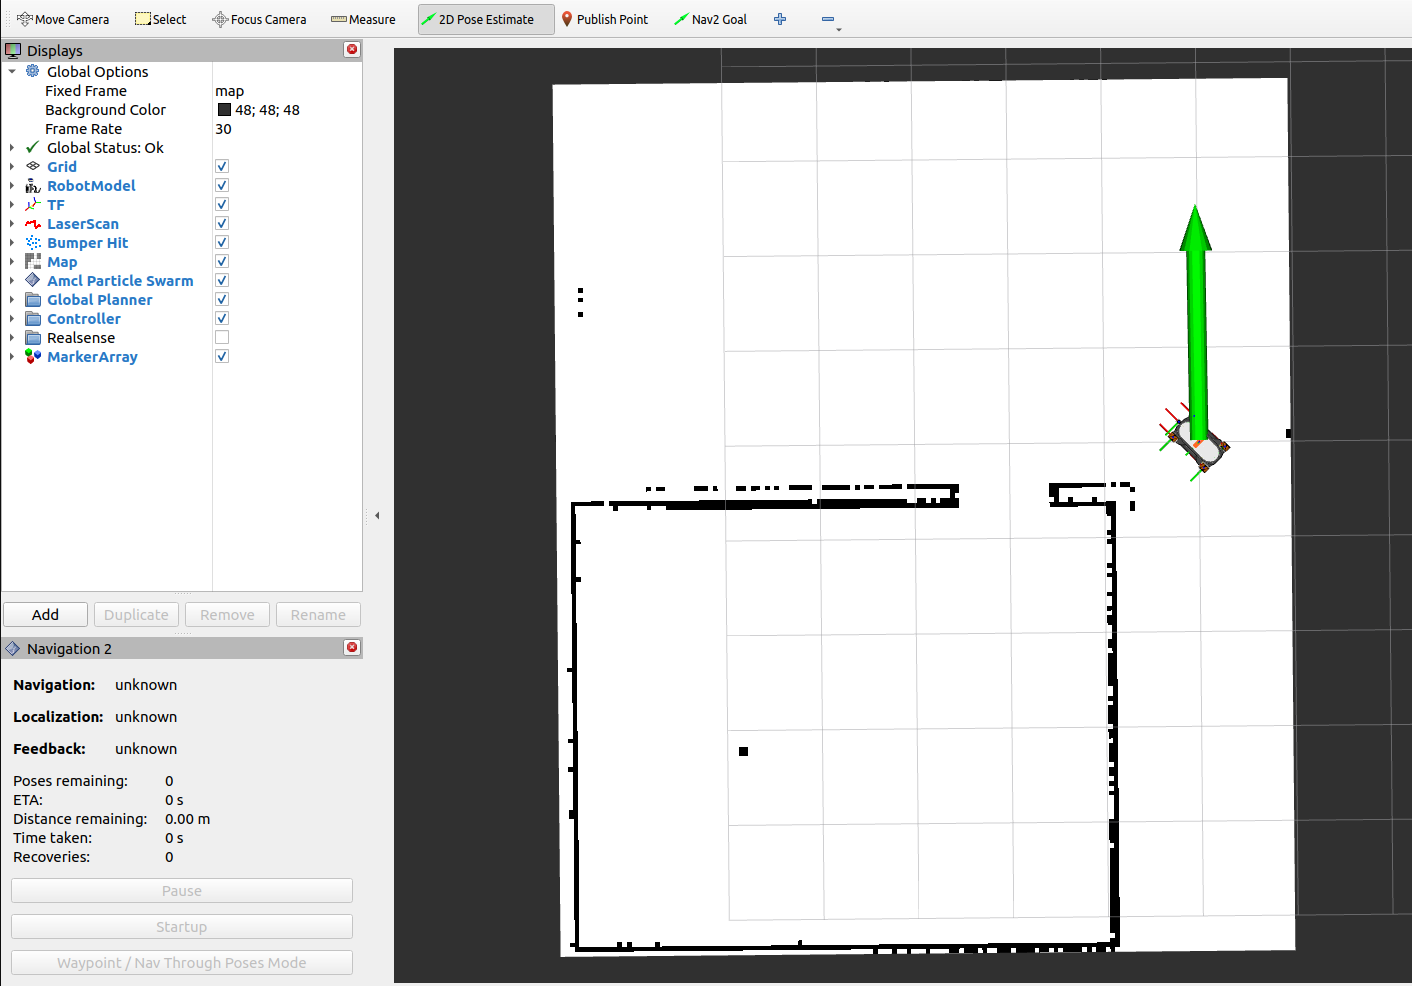 Move Camera Select Focus Camera Measure 2D Pose Estimate Publish Point Nav2 Goal
Displays
Global Options
Fixed Frame map
Background Color 48; 48; 48
Frame Rate 30
Global Status: Ok
Grid
RobotModel
TF
LaserScan
Bumper Hit
Map
Amcl Particle Swarm
Global Planner
Controller
Realsense
MarkerArray
Add Duplicate Remove Rename
Navigation 2
Navigation: unknown
Localization: unknown
Feedback: unknown
Poses remaining: 0
ETA: 0 s
Distance remaining: 0.00 m
Time taken: 0 s
Recoveries: 0
Pause
Startup
Waypoint / Nav Through Poses Mode